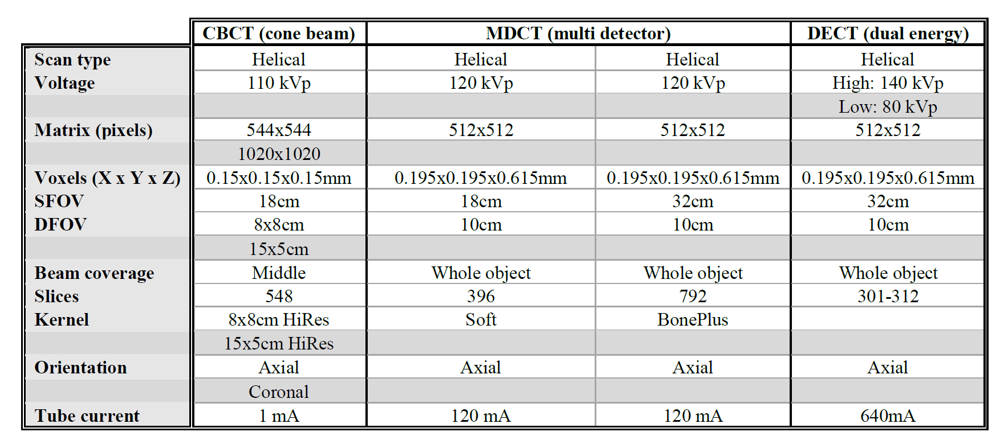 CBCT (cone beam) MDCT (multi detector) DECT (dual energy)
Scan type Helical Helical Helical Helical
Voltage 110 kVp 120 kVp 120 kVp High: 140 kVp
Low: 80 kVp
Matrix (pixels) 544x544 512x512 512x512 512x512
1020x1020
Voxels (X x Y x Z) 0.15x0.15x0.15mm 0.195x0.195x0.615mm 0.195x0.195x0.615mm 0.195x0.195x0.615mm
SFOV 18cm 18cm 32cm 32cm
DFOV 8x8cm 10cm 10cm 10cm
15x5cm
Beam coverage Middle Whole object Whole object Whole object
Slices 548 396 792 301-312
Kernel 8x8cm HiRes Soft BonePlus
15x5cm HiRes
Orientation Axial Axial Axial Axial
Coronal
Tube current 1 mA 120 mA 120 mA 640mA